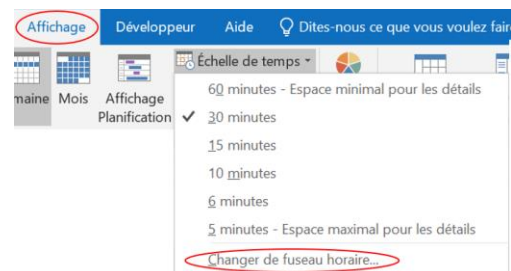 Affichage Développeur Aide Dites-nous ce que vous voulez fair
maine Mois Affichage Planification
Échelle de temps
60 minutes - Espace minimal pour les détails
30 minutes
15 minutes
10 minutes
6 minutes
5 minutes - Espace maximal pour les détails
Changer de fuseau horaire...